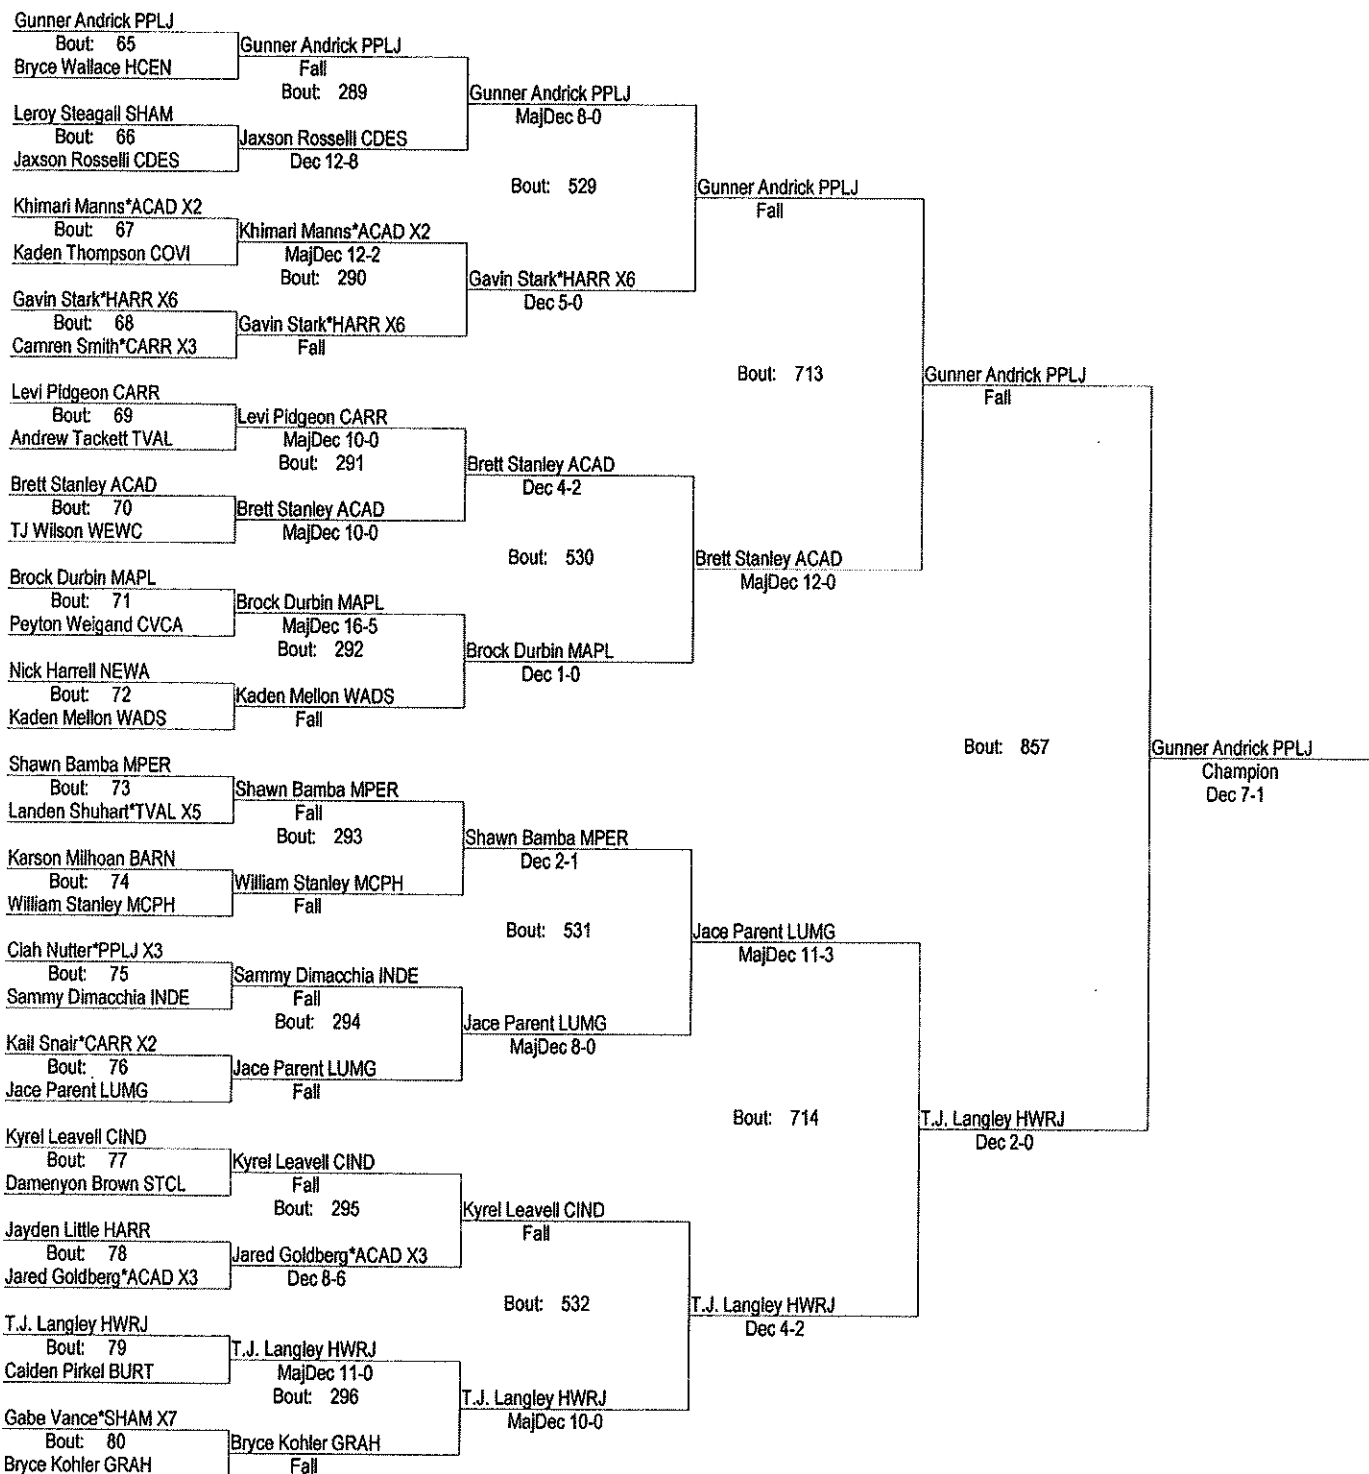 Gunner Andrick PPLJ
Bout: 65
Bryce Wallace HCEN
Leroy Steagall SHAM
Bout: 66
Jaxson Rosselli CDES
Khimari Manns*ACAD X2
Bout: 67
Kaden Thompson COVI
Gavin Stark*HARR X6
Bout: 68
Camren Smith*CARR X3
Levi Pidgeon CARR
Bout: 69
Andrew Tackett TVAL
Brett Stanley ACAD
Bout: 70
TJ Wilson WEWC
Brock Durbin MAPL
Bout: 71
Peyton Weigand CVCA
Nick Harrell NEWA
Bout: 72
Kaden Mellon WADS
Shawn Bamba MPER
Bout: 73
Landen Shuhart*TVAL X5
Karson Milhoan BARN
Bout: 74
William Stanley MCPH
Ciah Nutter*PPLJ X3
Bout: 75
Sammy Dimacchia INDE
Kail Snair*CARR X2
Bout: 76
Jace Parent LUMG
Kyrel Leavell CIND
Bout: 77
Damenyon Brown STCL
Jayden Little HARR
Bout: 78
Jared Goldberg*ACAD X3
T.J. Langley HWRJ
Bout: 79
Caiden Pirkel BURT
Gabe Vance*SHAM X7
Bout: 80
Bryce Kohler GRAH
Gunner Andrick PPLJ
Fall
Bout: 289
Jaxson Rosselli CDES
Dec 12-8
Khimari Manns*ACAD X2
MajDec 12-2
Bout: 290
Gavin Stark*HARR X6
Fall
Levi Pidgeon CARR
MajDec 10-0
Bout: 291
Brett Stanley ACAD
MajDec 10-0
Brock Durbin MAPL
MajDec 16-5
Bout: 292
Kaden Mellon WADS
Fall
Shawn Bamba MPER
Fall
Bout: 293
William Stanley MCPH
Fall
Sammy Dimacchia INDE
Fall
Bout: 294
Jace Parent LUMG
Fall
Kyrel Leavell CIND
Fall
Bout: 295
Jared Goldberg*ACAD X3
Dec 8-6
T.J. Langley HWRJ
MajDec 11-0
Bout: 296
Bryce Kohler GRAH
Fall
Gunner Andrick PPLJ
MajDec 8-0
Bout: 529
Gavin Stark*HARR X6
Dec 5-0
Brett Stanley ACAD
Dec 4-2
Bout: 530
Brock Durbin MAPL
Dec 1-0
Shawn Bamba MPER
Dec 2-1
Bout: 531
Jace Parent LUMG
MajDec 8-0
Kyrel Leavell CIND
Fall
Bout: 532
T.J. Langley HWRJ
MajDec 10-0
Gunner Andrick PPLJ
Fall
Bout: 713
Brett Stanley ACAD
MajDec 12-0
Jace Parent LUMG
MajDec 11-3
Bout: 714
T.J. Langley HWRJ
Dec 4-2
Gunner Andrick PPLJ
Fall
Bout: 857
T.J. Langley HWRJ
Dec 2-0
Gunner Andrick PPLJ
Champion
Dec 7-1